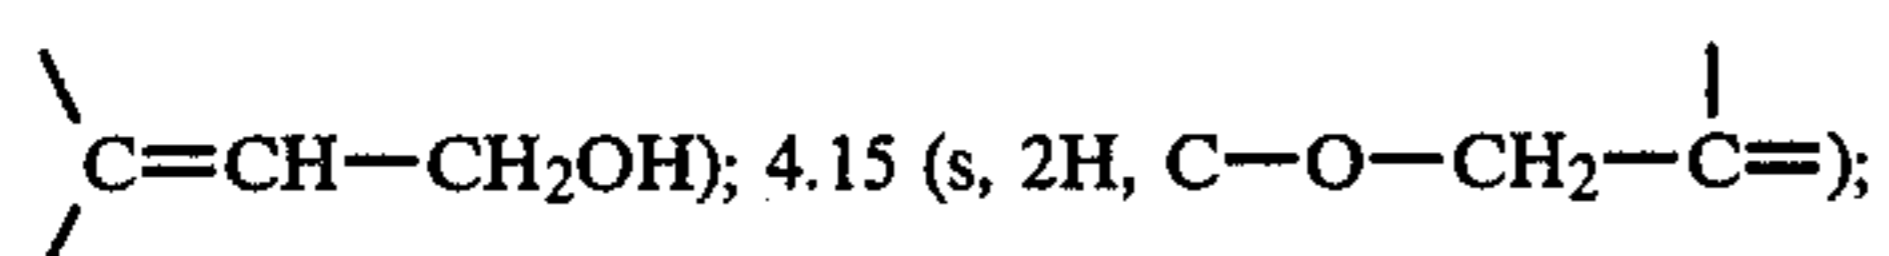 C=CH—CH₂OH); 4.15 (s, 2H, C—O—CH₂—C=);